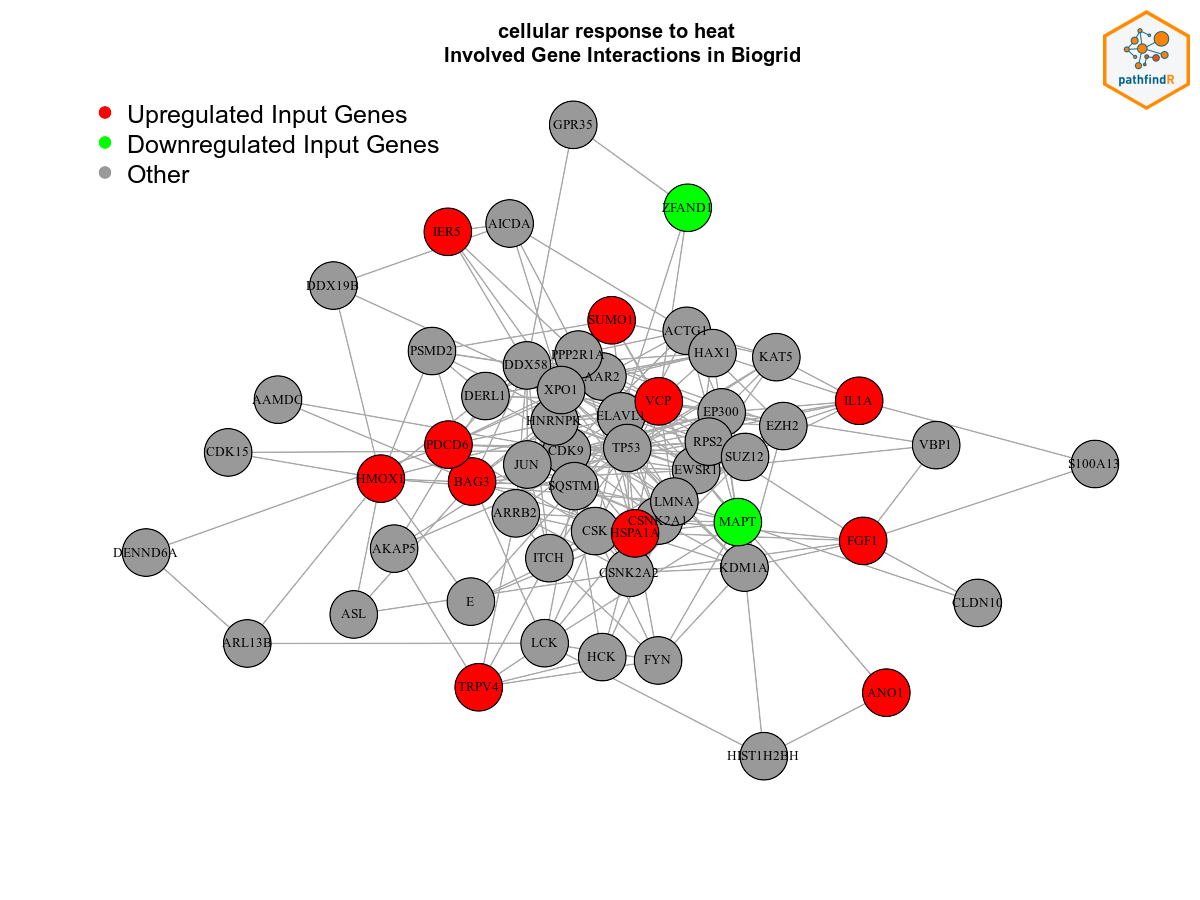 cellular response to heat
Involved Gene Interactions in Biogrid
pathfindR
Upregulated Input Genes
Downregulated Input Genes
Other
GPR35
ZFAND1
AICDA
IER5
DDX19B
SUMO1
ACTG1
PSMD2
PPP2R1A
HAX1
KAT5
DDX58
AAR2
XPO1
DERL1
AAMDC
VCP
IL1A
EP300
ELAVL1
HNRNPK
EZH2
RPS2
PDCD6
VBP1
TP53
CDK15
CDK9
SUZ12
JUN
S100A13
EWSR1
HMOX1
BAG3
SQSTM1
LMNA
ARRB2
CSNK2A1
MAPT
CSK
HSPA1A
FGF1
AKAP5
DENND6A
ITCH
KDM1A
CSNK2A2
E
CLDN10
ASL
ARL13B
LCK
HCK
FYN
TRPV4
ANO1
HIST1H2BH